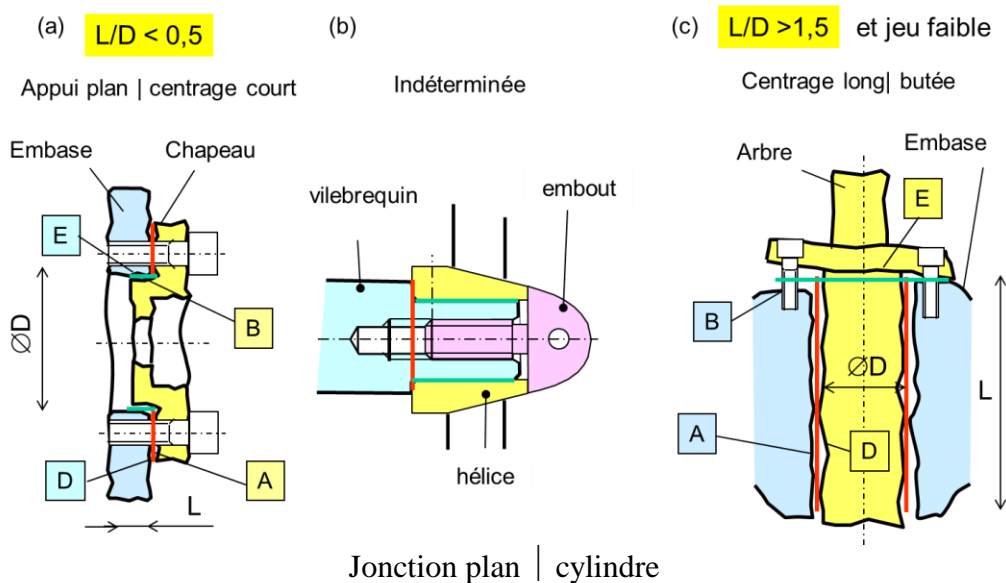 (a) L/D < 0,5
Appui plan | centrage court
Embase
Chapeau
E
B
ØD
D
A
L
(b)
Indéterminée
vilebrequin
embout
hélice
(c) L/D >1,5 et jeu faible
Centrage long| butée
Arbre
Embase
E
B
ØD
L
A
D
Jonction plan | cylindre